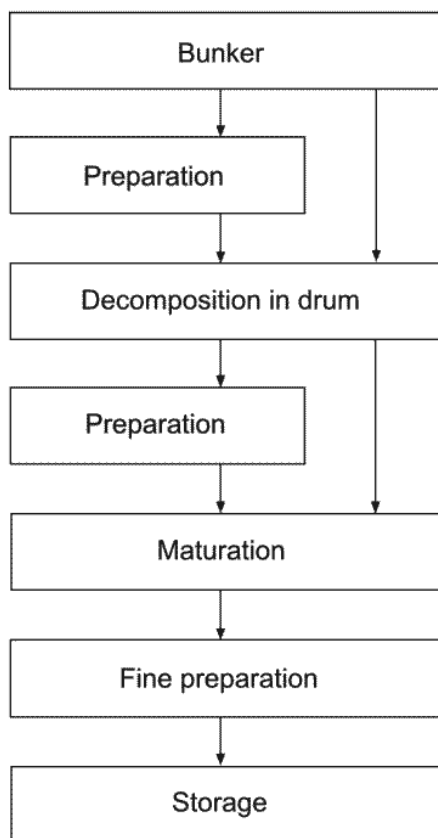 Bunker
Preparation
Decomposition in drum
Preparation
Maturation
Fine preparation
Storage